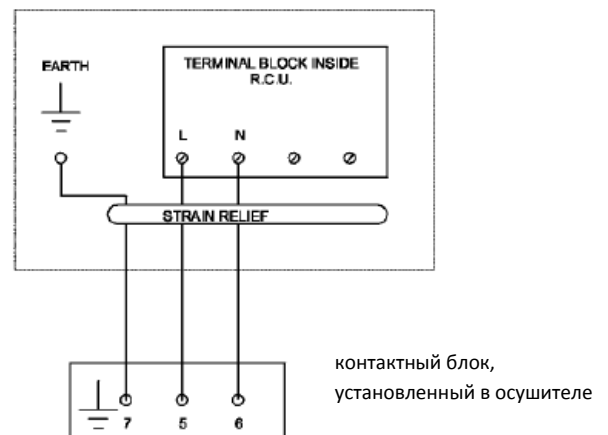 EARTH
TERMINAL BLOCK INSIDE
R.C.U.
L N
STRAIN RELIEF
контактный блок,
установленный в осушителе
7 5 6